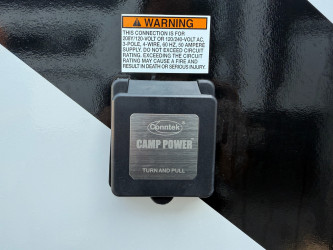 WARNING
THIS CONNECTION IS FOR
208Y/120-VOLT OR 120/240-VOLT AC,
3-POLE, 4-WIRE, 60 HZ, 50 AMPERE
SUPPLY. DO NOT EXCEED CIRCUIT
RATING. EXCEEDING THE CIRCUIT
RATING MAY CAUSE A FIRE AND
RESULT IN DEATH OR SERIOUS INJURY.
Conntek
CAMP POWER
TURN AND PULL